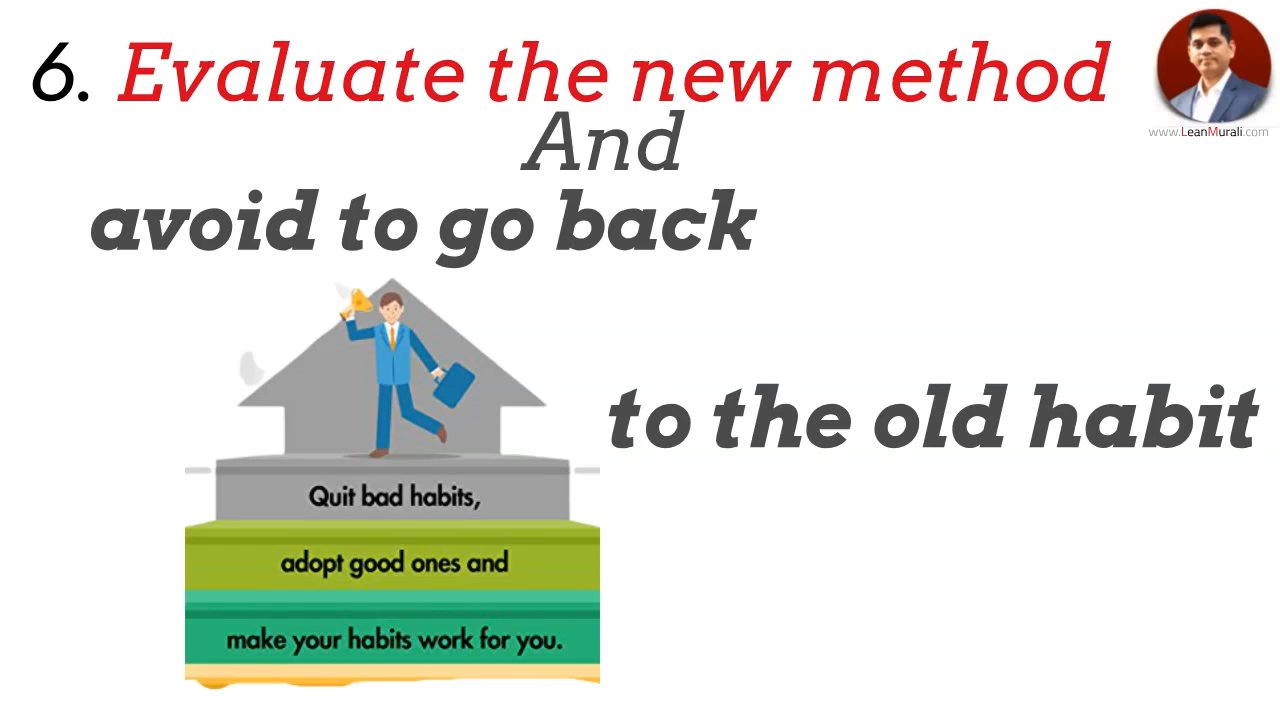 6. Evaluate the new method
www.LeanMurali.com
And
avoid to go back
to the old habit
Quit bad habits,
adopt good ones and
make your habits work for you.